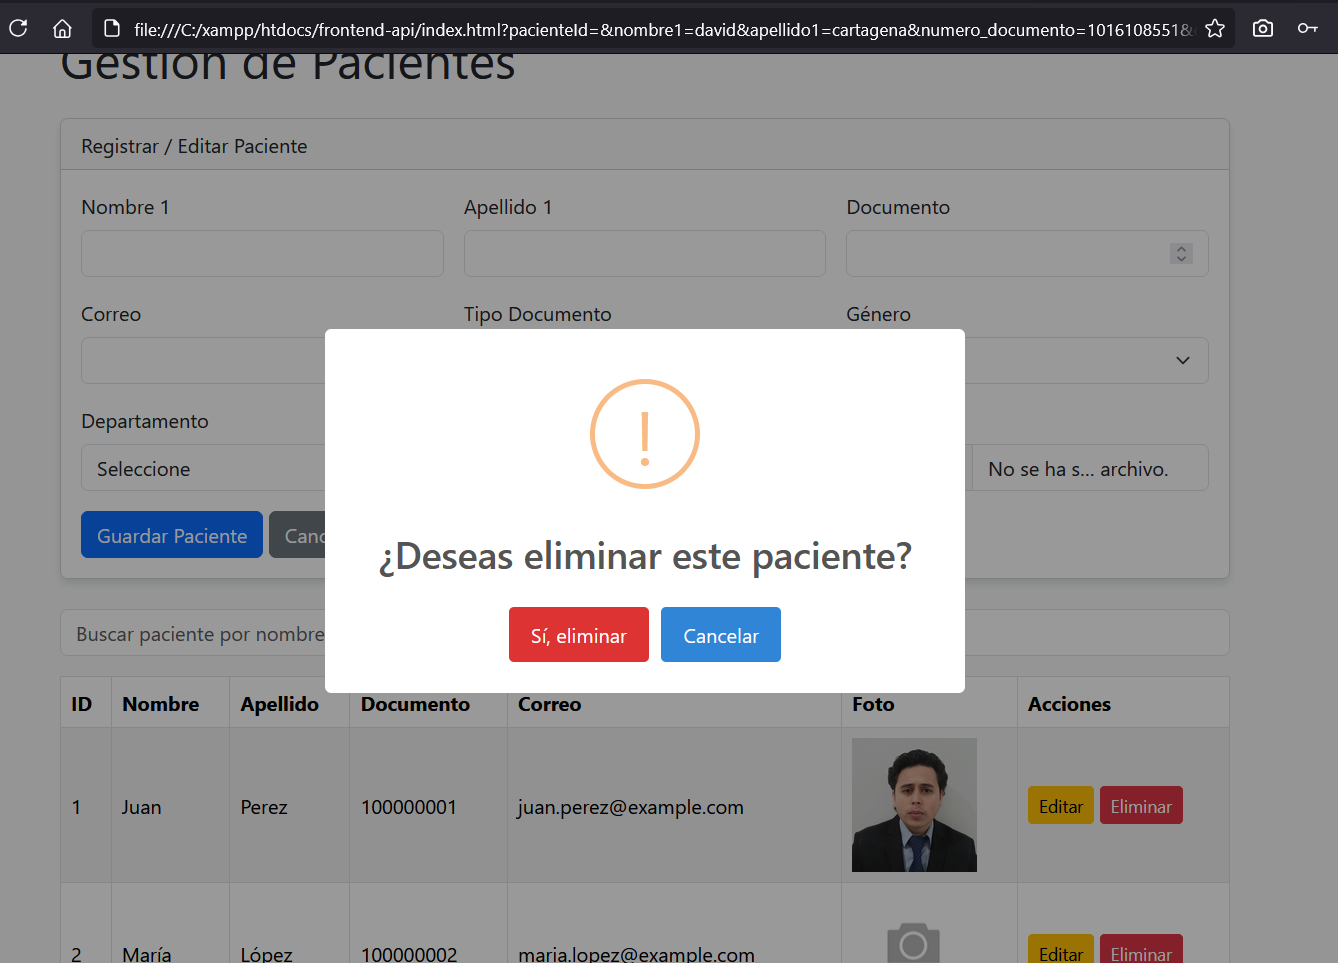 file:///C:/xampp/htdocs/frontend-api/index.html?pacienteId=&nombre1=david&apellido1=cartagena&numero_documento=1016108551&
Gestión de Pacientes
Registrar / Editar Paciente
Nombre 1 Apellido 1 Documento
Correo Tipo Documento Género
Departamento
Seleccione No se ha s... archivo.
Guardar Paciente Canc
¿Deseas eliminar este paciente?
Sí, eliminar Cancelar
Buscar paciente por nombre
ID Nombre Apellido Documento Correo Foto Acciones
1 Juan Perez 100000001 juan.perez@example.com Editar Eliminar
2 María López 100000002 maria.lopez@example.com Editar Eliminar